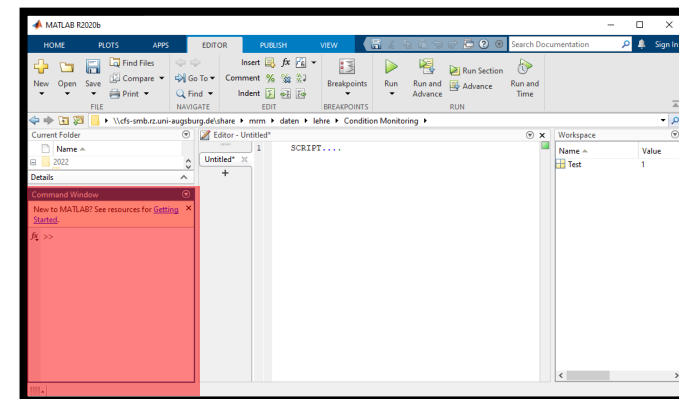 MATLAB R2020b
HOME PLOTS APPS EDITOR PUBLISH VIEW Search Documentation Sign In
New Open Save Find Files Compare Print Go To Find Insert fx Comment % Indent Breakpoints Run Run and Advance Run Section Advance Run and Time
FILE NAVIGATE EDIT BREAKPOINTS RUN
\\cfs-smb.rz.uni-augsburg.de\share ▸ mrm ▸ daten ▸ lehre ▸ Condition Monitoring ▸
Current Folder
Name
2022
Details
Command Window
New to MATLAB? See resources for Getting
Started.
fx >>
Editor - Untitled*
Untitled* +
1 SCRIPT....
Workspace
Name Value
Test 1